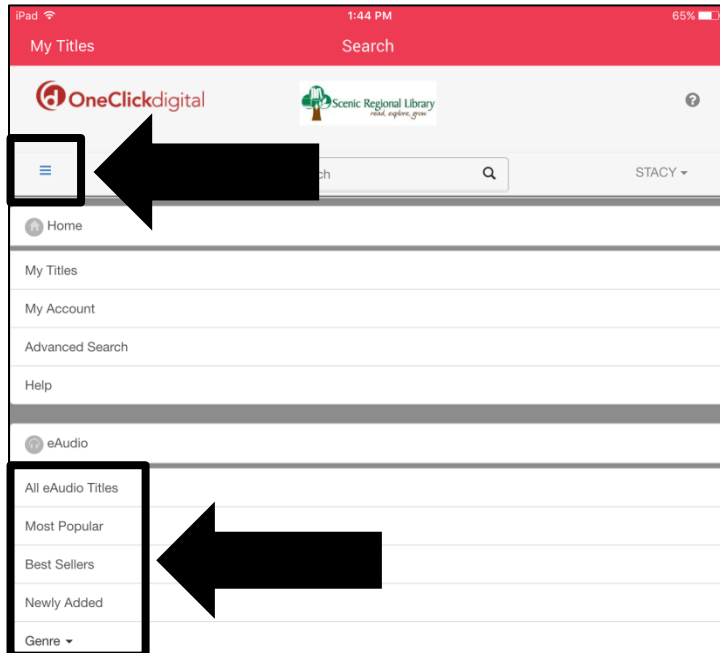 iPad 1:44 PM 65%
My Titles Search
OneClickdigital Scenic Regional Library
read, explore, grow
ch STACY
Home
My Titles
My Account
Advanced Search
Help
eAudio
All eAudio Titles
Most Popular
Best Sellers
Newly Added
Genre